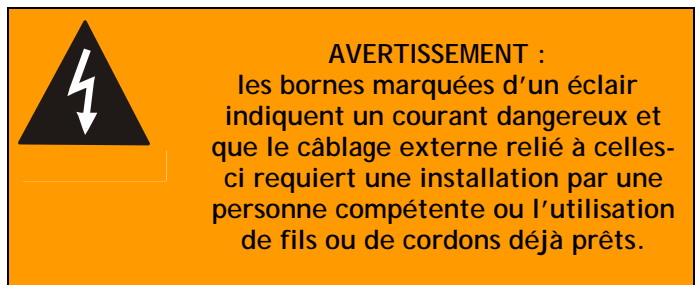 AVERTISSEMENT :
les bornes marquées d'un éclair
indiquent un courant dangereux et
que le câblage externe relié à celles-
ci requiert une installation par une
personne compétente ou l'utilisation
de fils ou de cordons déjà prêts.